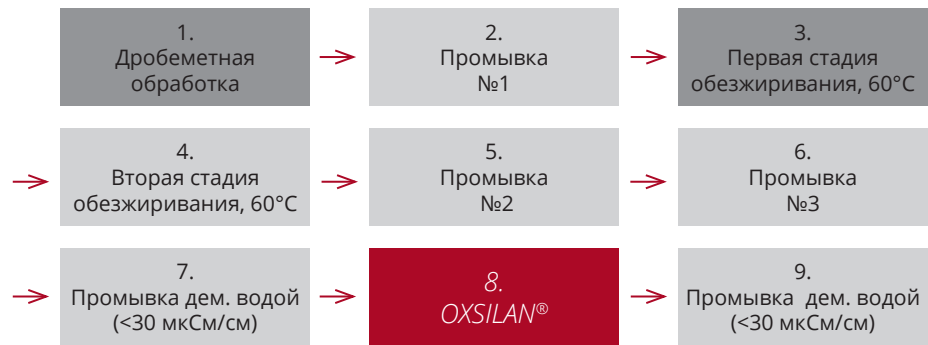 1.
Дробеметная
обработка
2.
Промывка
№1
3.
Первая стадия
обезжиривания, 60°C
4.
Вторая стадия
обезжиривания, 60°C
5.
Промывка
№2
6.
Промывка
№3
7.
Промывка дем. водой
(<30 мкСм/см)
8.
OXSILAN®
9.
Промывка дем. водой
(<30 мкСм/см)